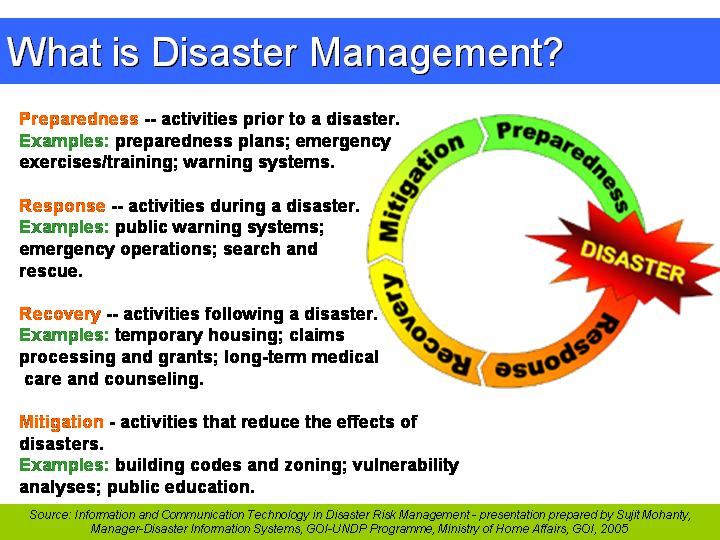 What is Disaster Management?
Preparedness -- activities prior to a disaster.
Examples: preparedness plans; emergency
exercises/training; warning systems.
Response -- activities during a disaster.
Examples: public warning systems;
emergency operations; search and
rescue.
Recovery -- activities following a disaster.
Examples: temporary housing; claims
processing and grants; long-term medical
care and counseling.
Mitigation - activities that reduce the effects of
disasters.
Examples: building codes and zoning; vulnerability
analyses; public education.
Mitigation
Preparedness
DISASTER
Response
Recovery
Source: Information and Communication Technology in Disaster Risk Management - presentation prepared by Sujit Mohanty,
Manager-Disaster Information Systems, GOI-UNDP Programme, Ministry of Home Affairs, GOI, 2005